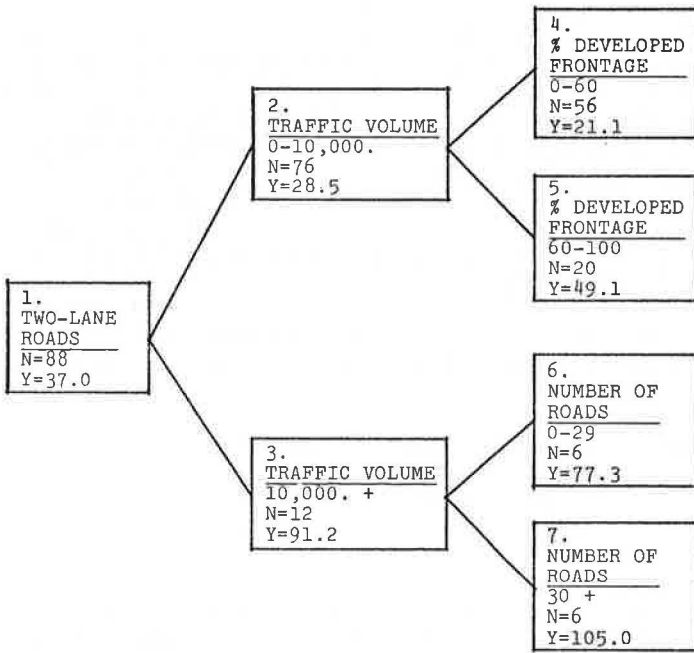 1.
TWO-LANE
ROADS
N=88
Y=37.0
2.
TRAFFIC VOLUME
0-10,000.
N=76
Y=28.5
3.
TRAFFIC VOLUME
10,000. +
N=12
Y=91.2
4.
% DEVELOPED
FRONTAGE
0-60
N=56
Y=21.1
5.
% DEVELOPED
FRONTAGE
60-100
N=20
Y=49.1
6.
NUMBER OF
ROADS
0-29
N=6
Y=77.3
7.
NUMBER OF
ROADS
30 +
N=6
Y=105.0